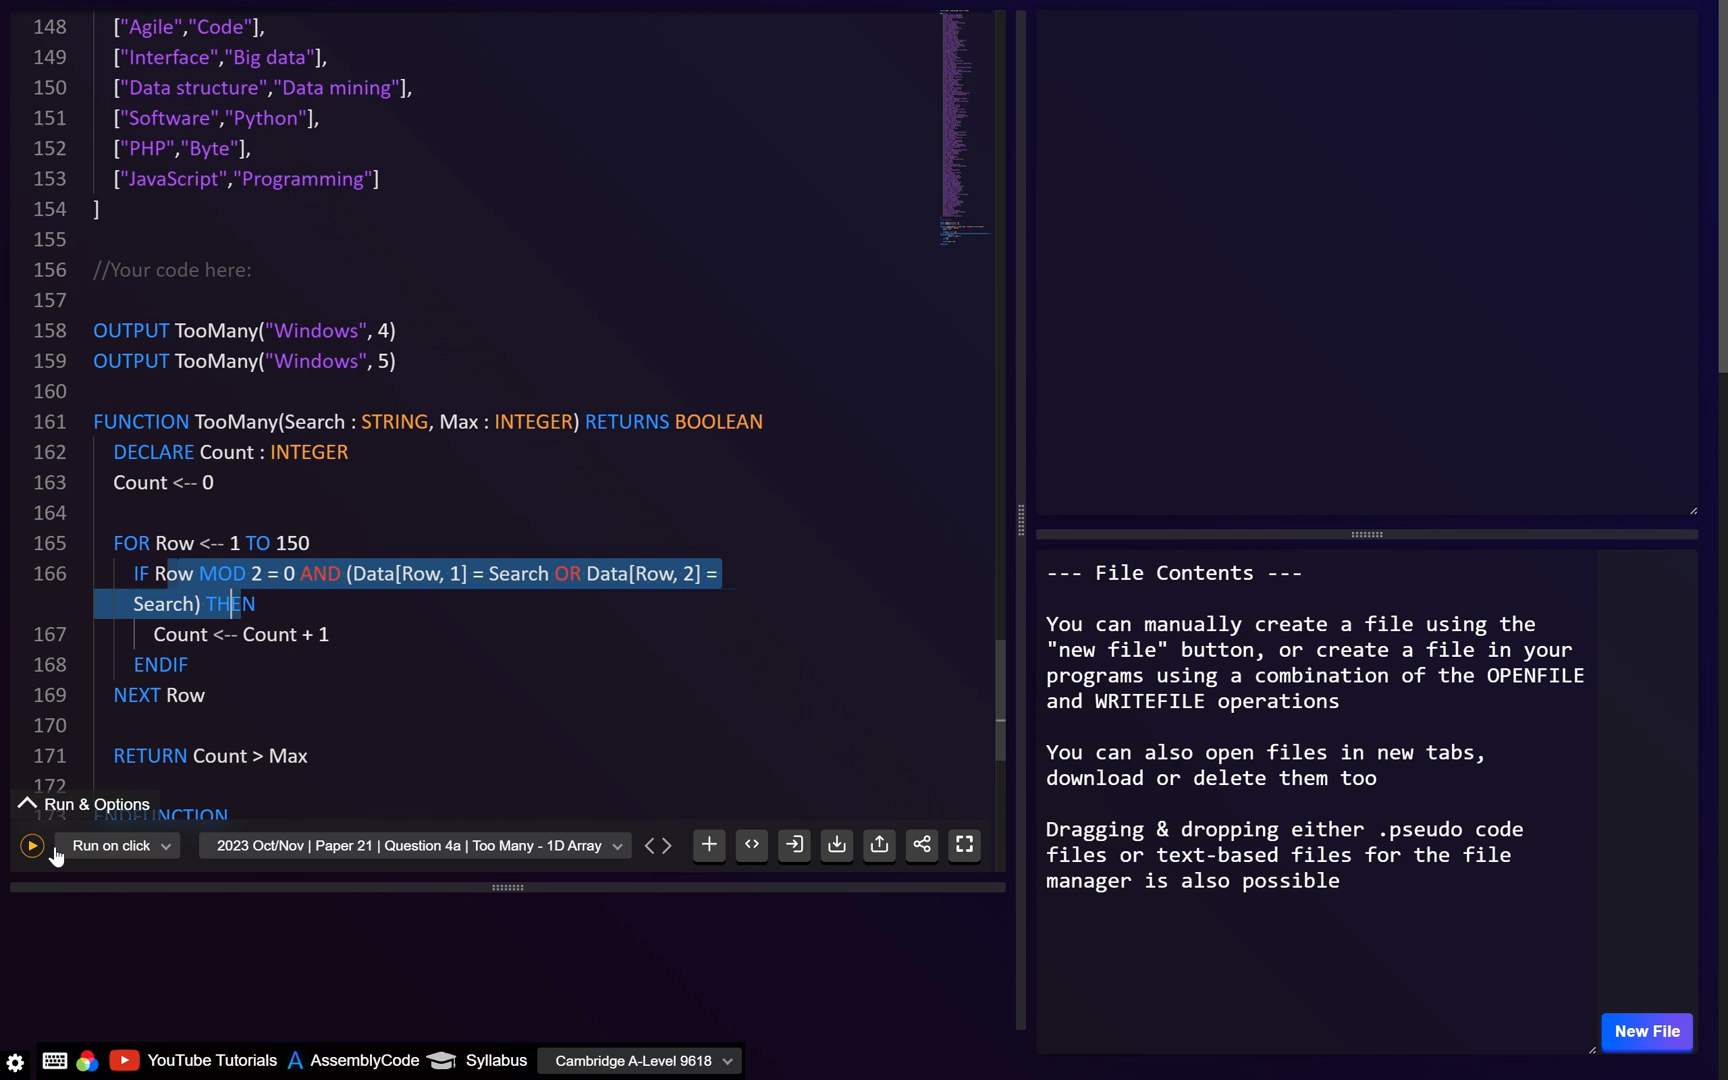 148 ["Agile","Code"],
149 ["Interface","Big data"],
150 ["Data structure","Data mining"],
151 ["Software","Python"],
152 ["PHP","Byte"],
153 ["JavaScript","Programming"]
154 ]
155
156 //Your code here:
157
158 OUTPUT TooMany("Windows", 4)
159 OUTPUT TooMany("Windows", 5)
160
161 FUNCTION TooMany(Search : STRING, Max : INTEGER) RETURNS BOOLEAN
162 DECLARE Count : INTEGER
163 Count <-- 0
164
165 FOR Row <-- 1 TO 150
166 IF Row MOD 2 = 0 AND (Data[Row, 1] = Search OR Data[Row, 2] =
Search) THEN
167 Count <-- Count + 1
168 ENDIF
169 NEXT Row
170
171 RETURN Count > Max
172
173 ENDFUNCTION
Run & Options
Run on click
2023 Oct/Nov | Paper 21 | Question 4a | Too Many - 1D Array
--- File Contents ---
You can manually create a file using the
"new file" button, or create a file in your
programs using a combination of the OPENFILE
and WRITEFILE operations
You can also open files in new tabs,
download or delete them too
Dragging & dropping either .pseudo code
files or text-based files for the file
manager is also possible
New File
YouTube Tutorials
AssemblyCode
Syllabus
Cambridge A-Level 9618